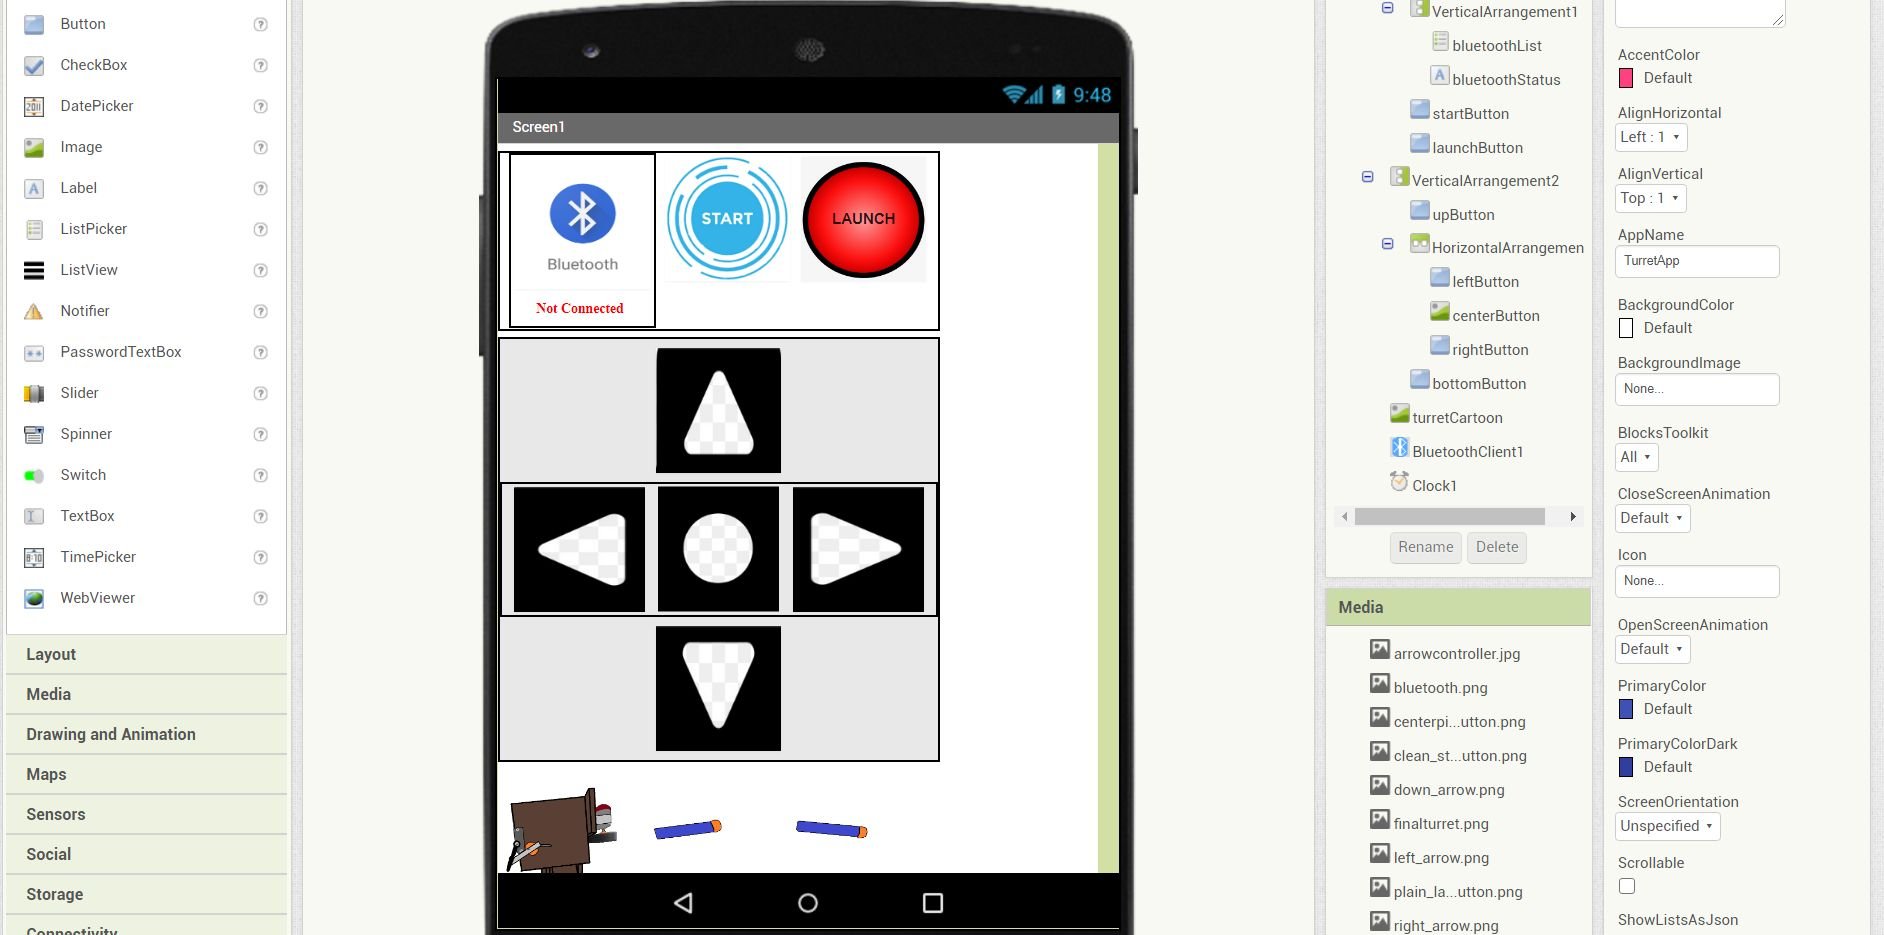 Button
CheckBox
DatePicker
Image
Label
ListPicker
ListView
Notifier
PasswordTextBox
Slider
Spinner
Switch
TextBox
TimePicker
WebViewer
Layout
Media
Drawing and Animation
Maps
Sensors
Social
Storage
Connectivity
9:48
Screen1
Bluetooth
START
LAUNCH
Not Connected
VerticalArrangement1
bluetoothList
bluetoothStatus
startButton
launchButton
VerticalArrangement2
upButton
HorizontalArrangemen
leftButton
centerButton
rightButton
bottomButton
turretCartoon
BluetoothClient1
Clock1
Rename Delete
Media
arrowcontroller.jpg
bluetooth.png
centerpi...utton.png
clean_st...utton.png
down_arrow.png
finalturret.png
left_arrow.png
plain_la...utton.png
right_arrow.png
AccentColor
Default
AlignHorizontal
Left : 1
AlignVertical
Top : 1
AppName
TurretApp
BackgroundColor
Default
BackgroundImage
None...
BlocksToolkit
All
CloseScreenAnimation
Default
Icon
None...
OpenScreenAnimation
Default
PrimaryColor
Default
PrimaryColorDark
Default
ScreenOrientation
Unspecified
Scrollable
ShowListsAsJson